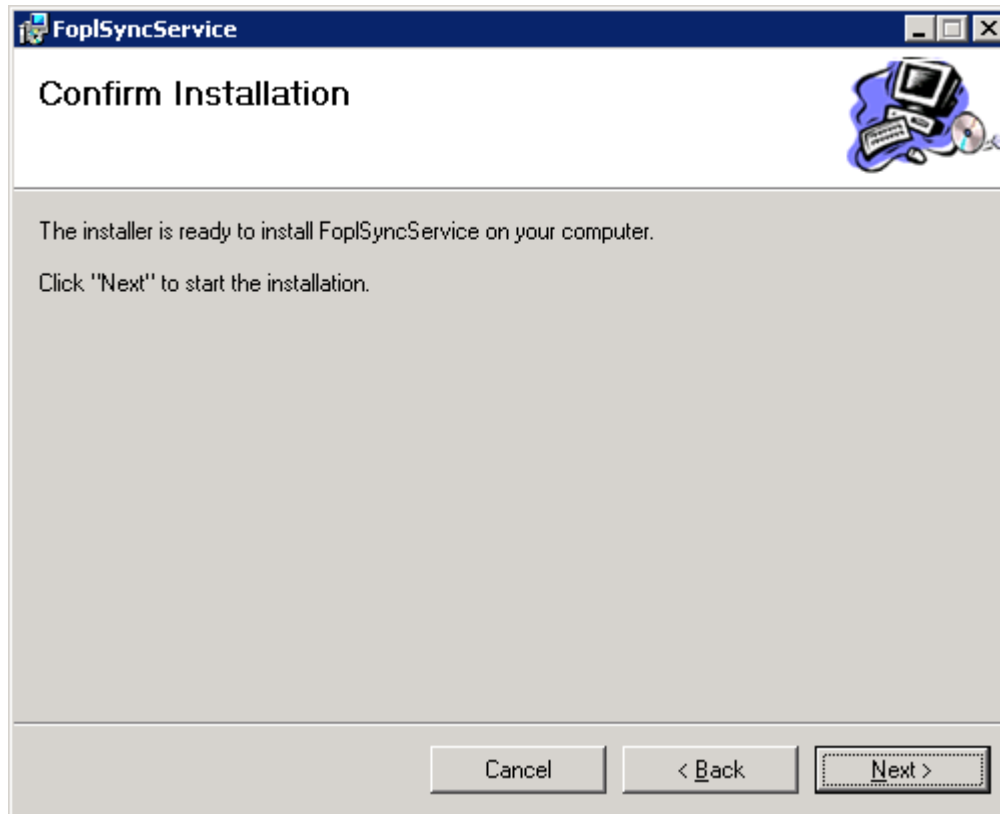 FoplSyncService
Confirm Installation
The installer is ready to install FoplSyncService on your computer.
Click "Next" to start the installation.
Cancel
< Back
Next >